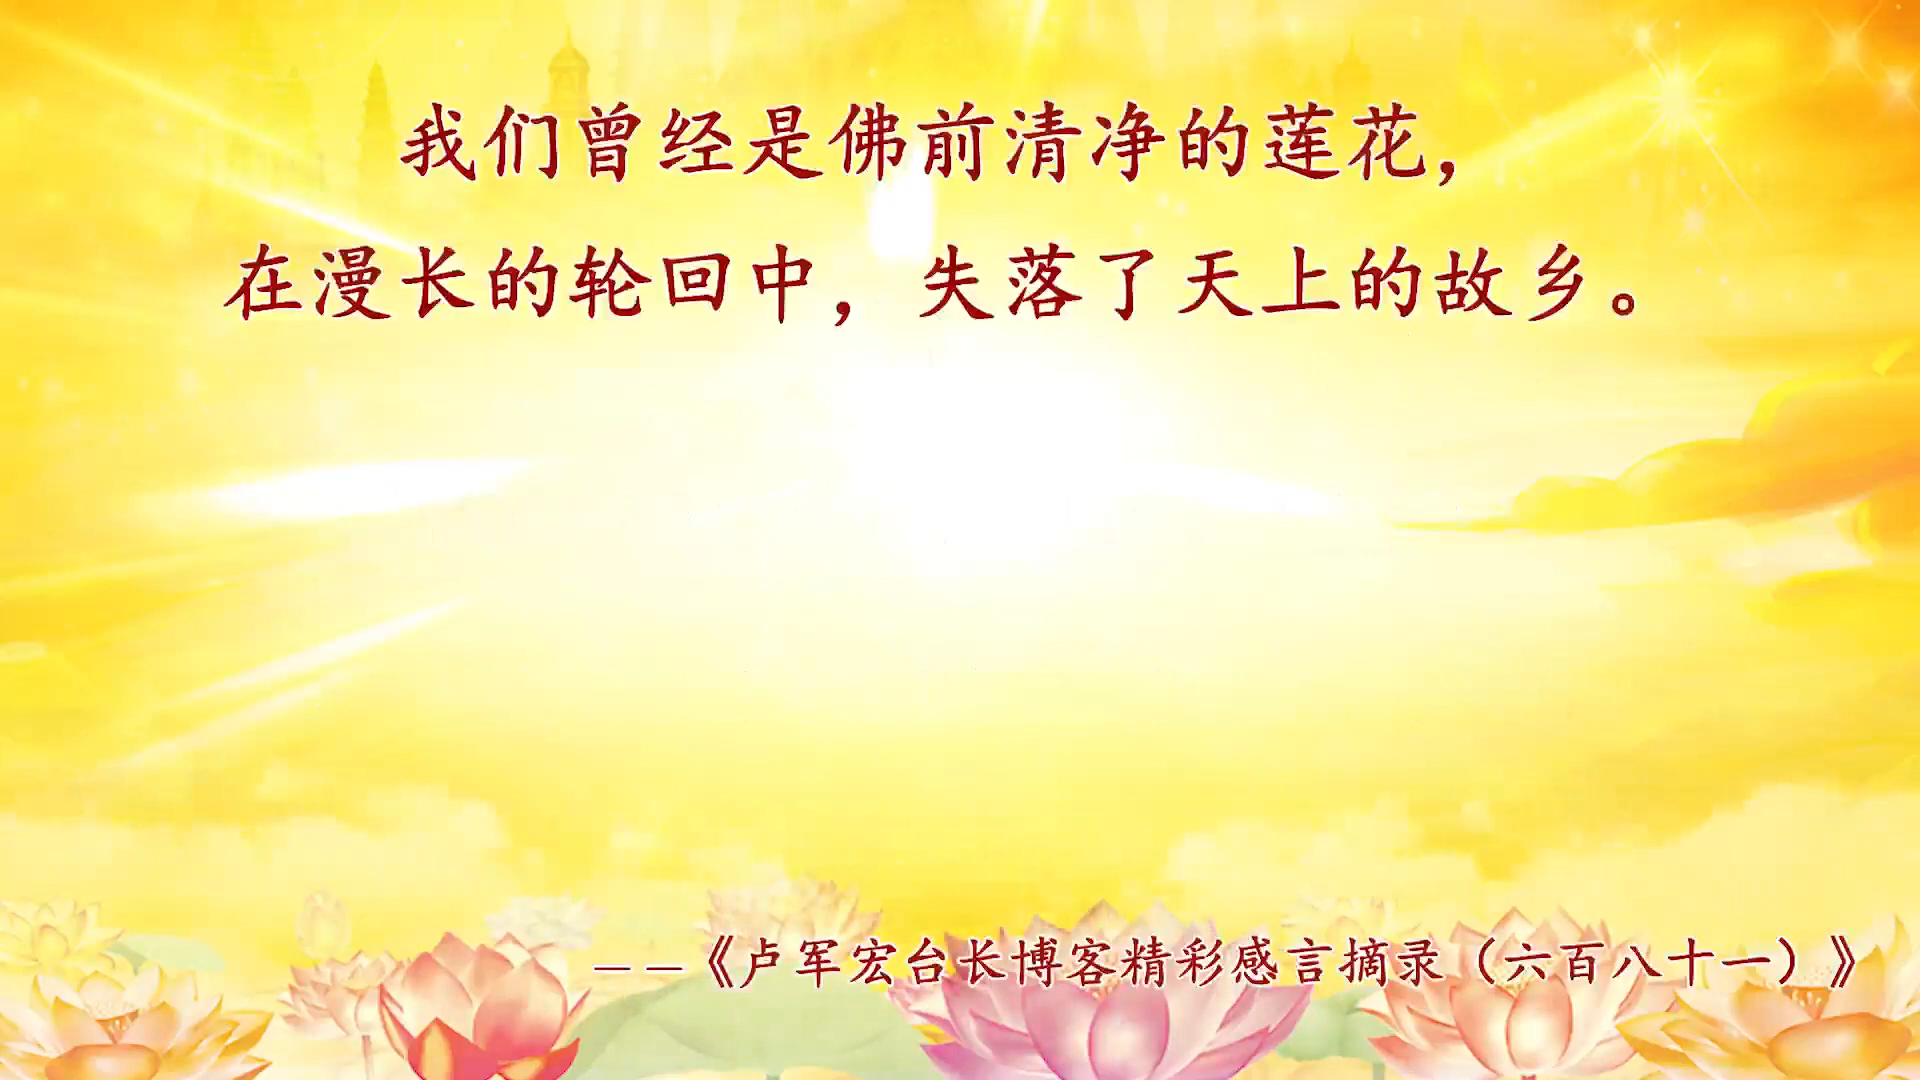 我们曾经是佛前清净的莲花，
在漫长的轮回中，失落了天上的故乡。
——《卢军宏台长博客精彩感言摘录（六百八十一）》